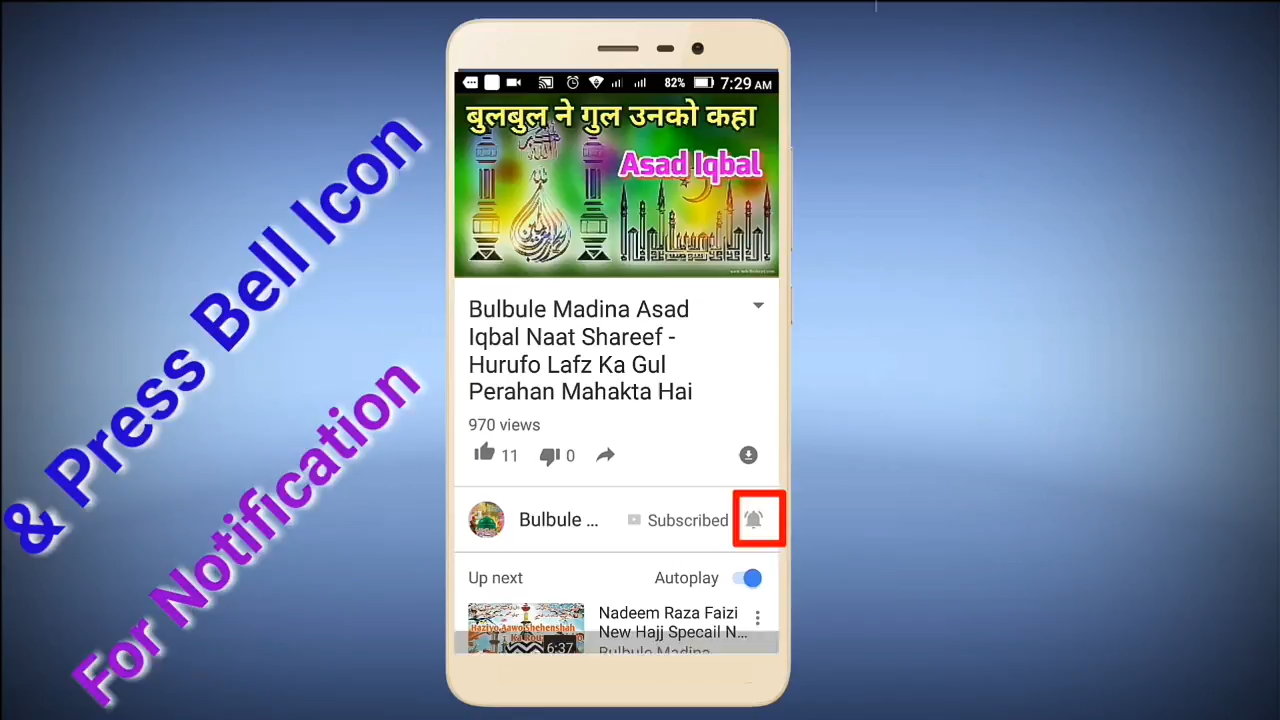 & Press Bell Icon
For Notification
82%
7:29 AM
बुलबुल ने गुल उनको कहा
Asad Iqbal
Bulbule Madina Asad
Iqbal Naat Shareef -
Hurufo Lafz Ka Gul
Perahan Mahakta Hai
970 views
11
0
Bulbule ...
Subscribed
Up next
Autoplay
Nadeem Raza Faizi
New Hajj Specail N...
Bulbule Madina
6:37